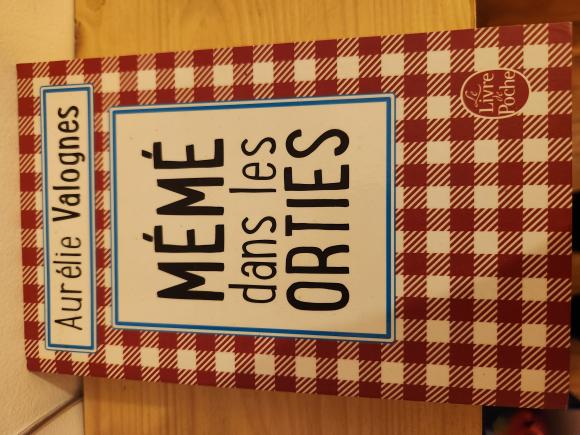 Aurélie Valognes
MÉMÉ
dans les
ORTIES
Le
Livre
de
Poche